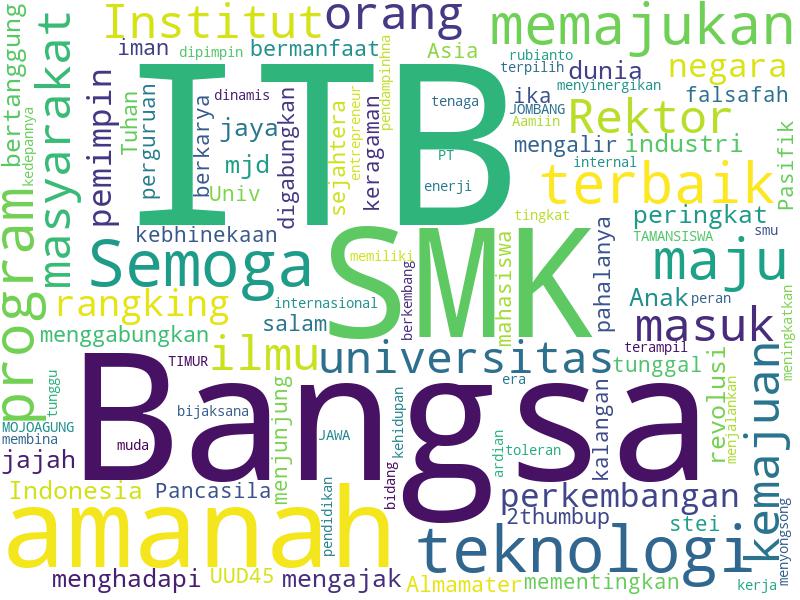 Institut
orang
memajukan
iman
dipimpin
bermanfaat
Asia
rubianto
terpilih
dunia
negara
bertanggung
masyarakat
kedepannya
pemimpin
Tuhan
perguruan
ITB
berkarya
dinamis
jaya
mjd
Univ
digabungkan
sejahtera
entrepreneur
keragaman
pendampinhna
tenaga
PT
enerji
menyinergikan
ika
JOMBANG
Aamiin
falsafah
Rektor
mengalir
industri
internal
terbaik
Pasifik
tingkat
peringkat
TAMANSISWA
smu
program
kebhinekaan
Semoga
SMK
memiliki
berkembang
mahasiswa
pahalanya
maju
rangking
internasional
salam
Anak
peran
masuk
meningkatkan
menggabungkan
TIMUR
ilmu
universitas
terampil
tunggal
era
revolusi
menjalankan
kemajuan
tunggu
MOJOAGUNG
membina
jajah
Bangsa
muda
bijaksana
menjunjung
JAWA
kehidupan
bidang
ardian
toleran
kalangan
Indonesia
Pancasila
pendidikan
perkembangan
2thumbup
stei
menyongsong
amanah
teknologi
menghadapi
UUD45
mengajak
Almamater
mementingkan
kerja